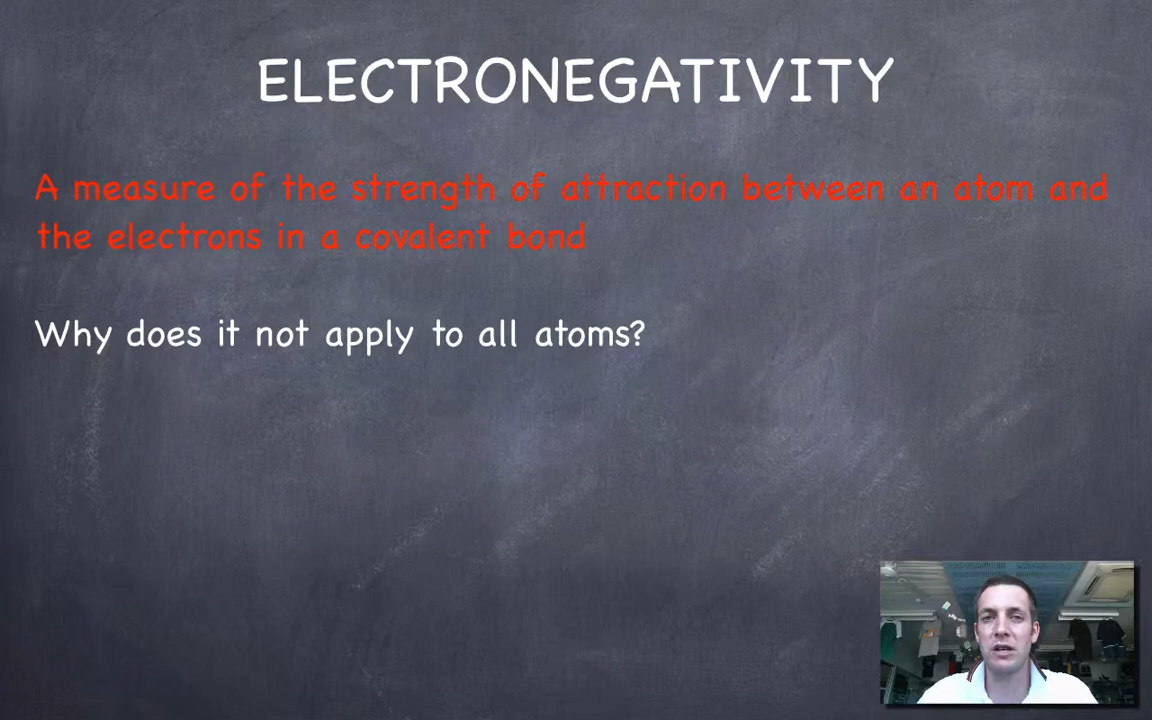 ELECTRONEGATIVITY
A measure of the strength of attraction between an atom and
the electrons in a covalent bond
Why does it not apply to all atoms?